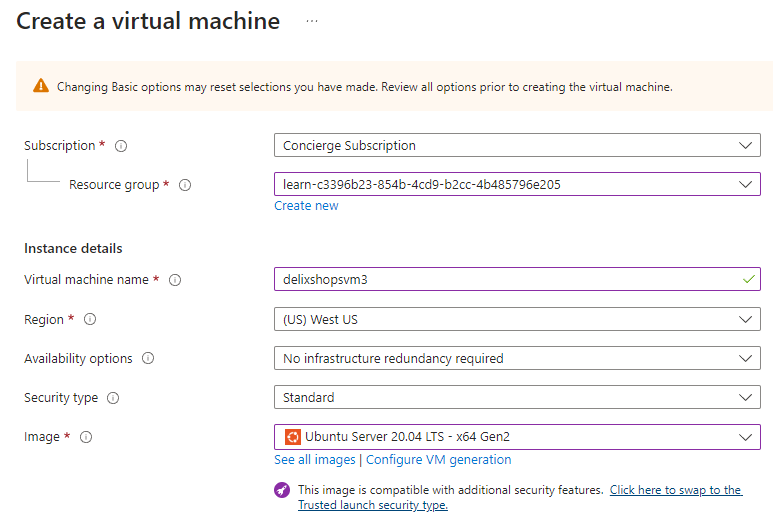 Create a virtual machine ...
Changing Basic options may reset selections you have made. Review all options prior to creating the virtual machine.
Subscription *
Concierge Subscription
Resource group *
learn-c3396b23-854b-4cd9-b2cc-4b485796e205
Create new
Instance details
Virtual machine name *
delixshopsvm3
Region *
(US) West US
Availability options
No infrastructure redundancy required
Security type
Standard
Image *
Ubuntu Server 20.04 LTS - x64 Gen2
See all images | Configure VM generation
This image is compatible with additional security features. Click here to swap to the
Trusted launch security type.